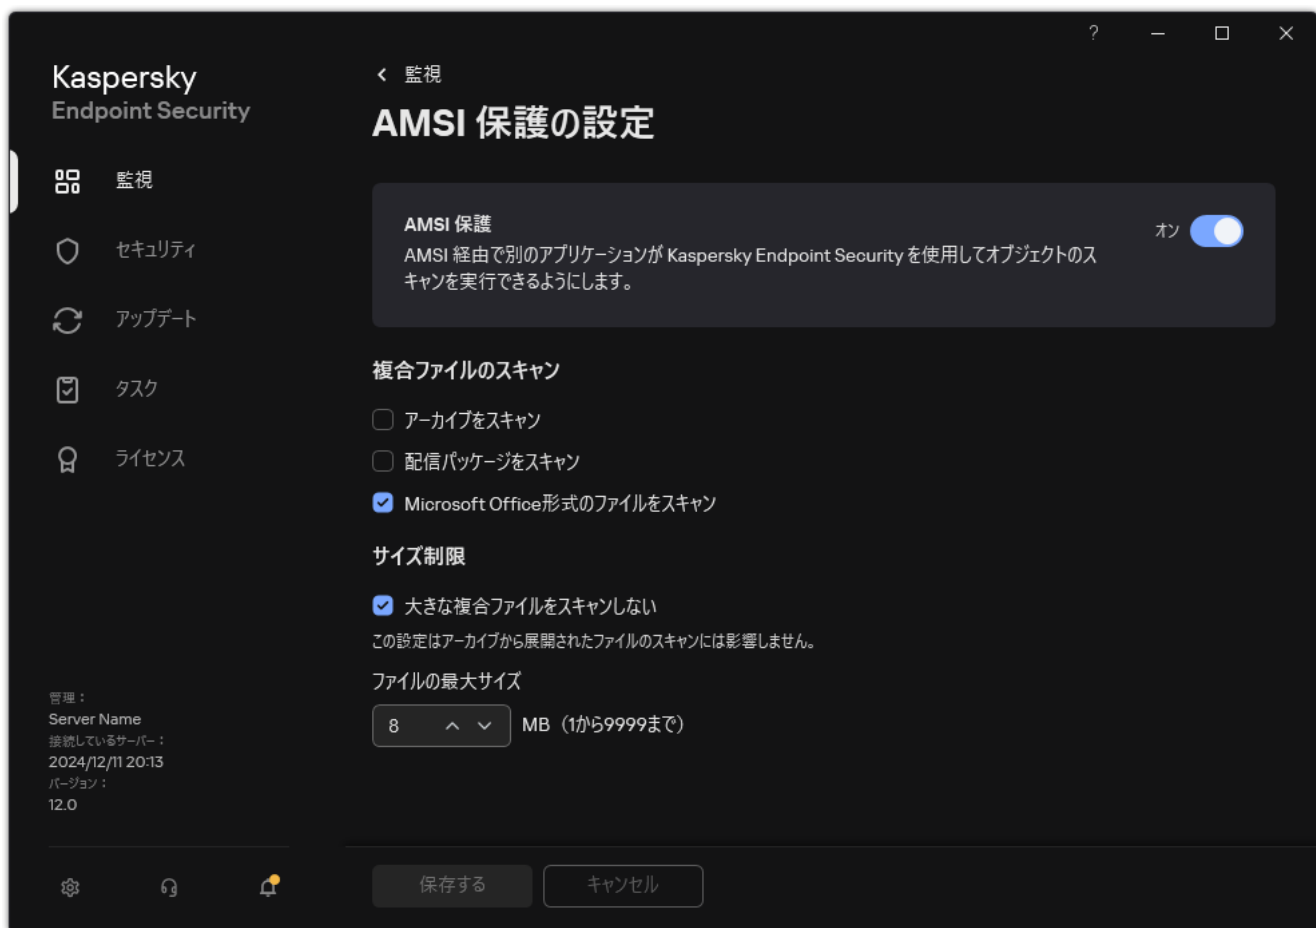 ?
Kaspersky
Endpoint Security
監視
セキュリティ
アップデート
タスク
ライセンス
管理：
Server Name
接続しているサーバー：
2024/12/11 20:13
バージョン：
12.0
監視
AMSI 保護の設定
AMSI 保護
AMSI 経由で別のアプリケーションが Kaspersky Endpoint Security を使用してオブジェクトのス
キャンを実行できるようにします。
オン
複合ファイルのスキャン
アーカイブをスキャン
配信パッケージをスキャン
Microsoft Office形式のファイルをスキャン
サイズ制限
大きな複合ファイルをスキャンしない
この設定はアーカイブから展開されたファイルのスキャンには影響しません。
ファイルの最大サイズ
8 MB（1から9999まで）
保存する
キャンセル